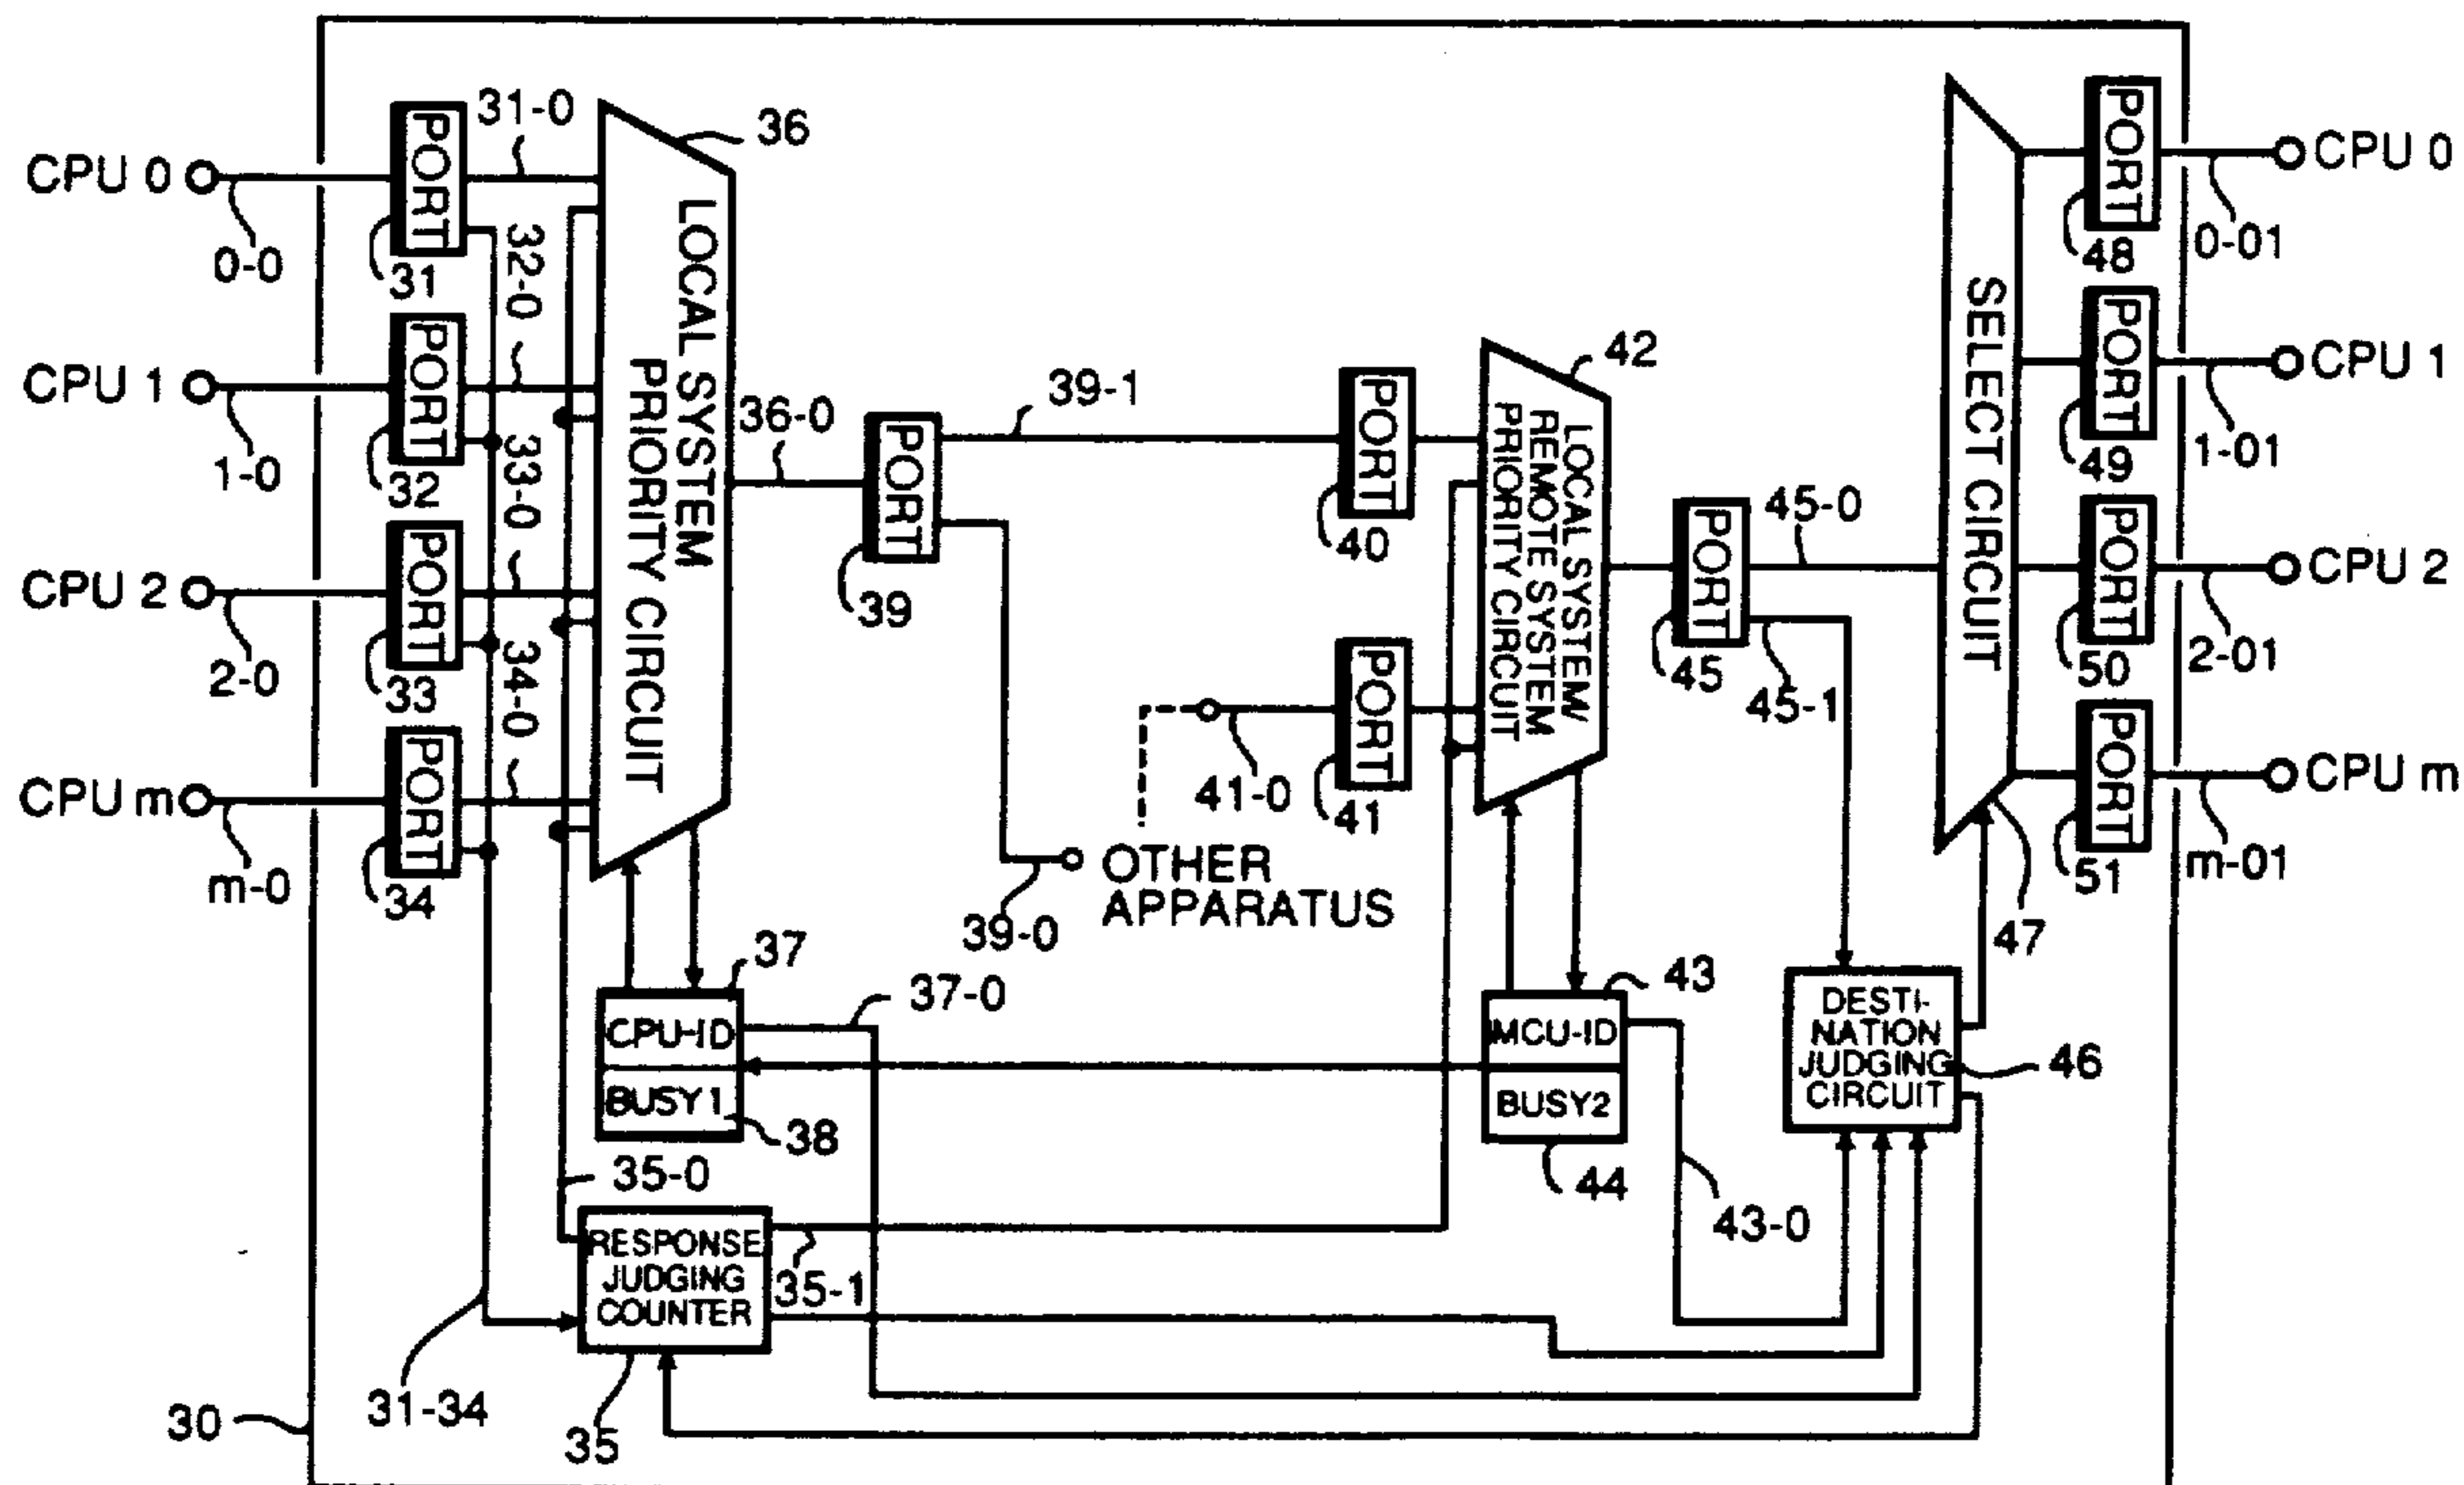 CPU 0
0-0
PORT
31
31-0
CPU 1
1-0
PORT
32
32-0
CPU 2
2-0
PORT
33
33-0
CPU m
m-0
PORT
34
34-0
36
LOCAL SYSTEM
PRIORITY CIRCUIT
36-0
PORT
39
39-1
39-0
OTHER
APPARATUS
PORT
40
41-0
PORT
41
42
LOCAL SYSTEM/
REMOTE SYSTEM
PRIORITY CIRCUIT
PORT
45
45-0
45-1
SELECT CIRCUIT
47
PORT
48
0-01
CPU 0
PORT
49
1-01
CPU 1
PORT
50
2-01
CPU 2
PORT
51
m-01
CPU m
37
CPU-ID
37-0
BUSY1
38
43
MCU-ID
BUSY2
44
43-0
DESTI-
NATION
JUDGING
CIRCUIT
46
35-0
RESPONSE
JUDGING
COUNTER
35-1
35
31-34
30